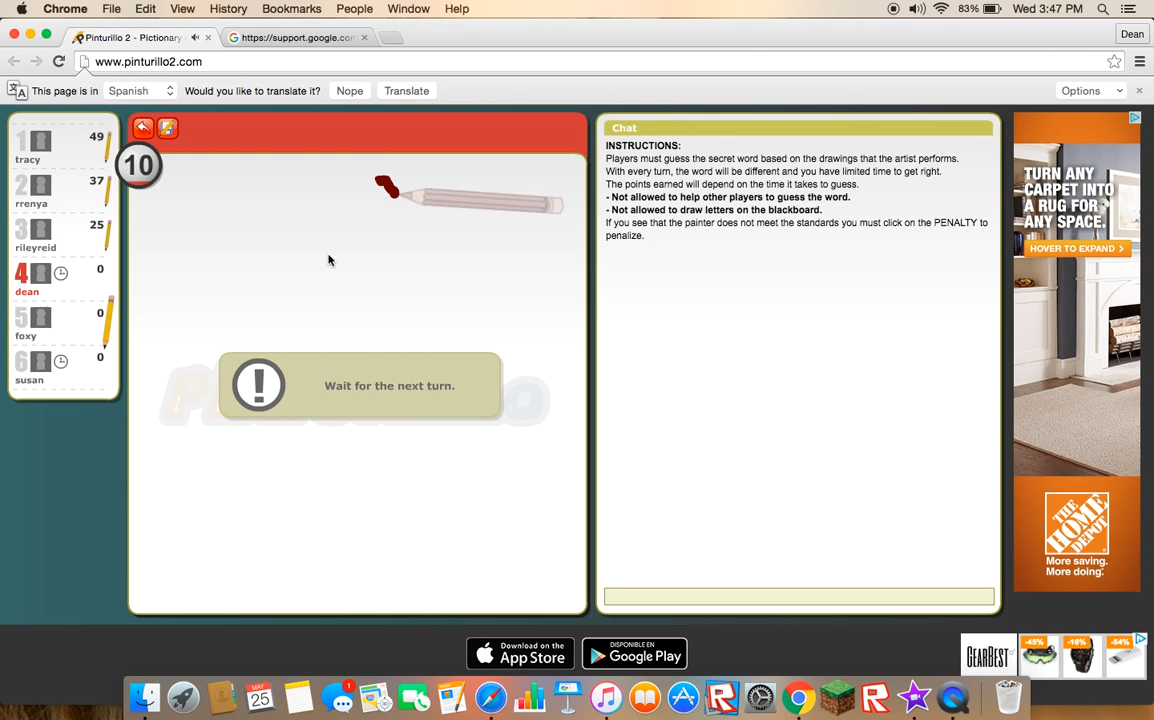 Chrome File Edit View History Bookmarks People Window Help 83% Wed 3:47 PM
Pinturillo 2 - Pictionary https://support.google.con Dean
www.pinturillo2.com
This page is in Spanish Would you like to translate it? Nope Translate Options
1 49
tracy
2 37
rrenya
3 25
rileyreid
4 0
dean
5 0
foxy
6 0
susan
10
Wait for the next turn.
Chat
INSTRUCTIONS:
Players must guess the secret word based on the drawings that the artist performs.
With every turn, the word will be different and you have limited time to get right.
The points earned will depend on the time it takes to guess.
- Not allowed to help other players to guess the word.
- Not allowed to draw letters on the blackboard.
If you see that the painter does not meet the standards you must click on the PENALTY to
penalize.
TURN ANY
CARPET INTO
A RUG FOR
ANY SPACE.
HOVER TO EXPAND >
THE
HOME
DEPOT
More saving.
More doing.
Download on the
App Store
DISPONIBLE EN
Google Play
GEARBEST -45% -16% -54%
1
MAY
25